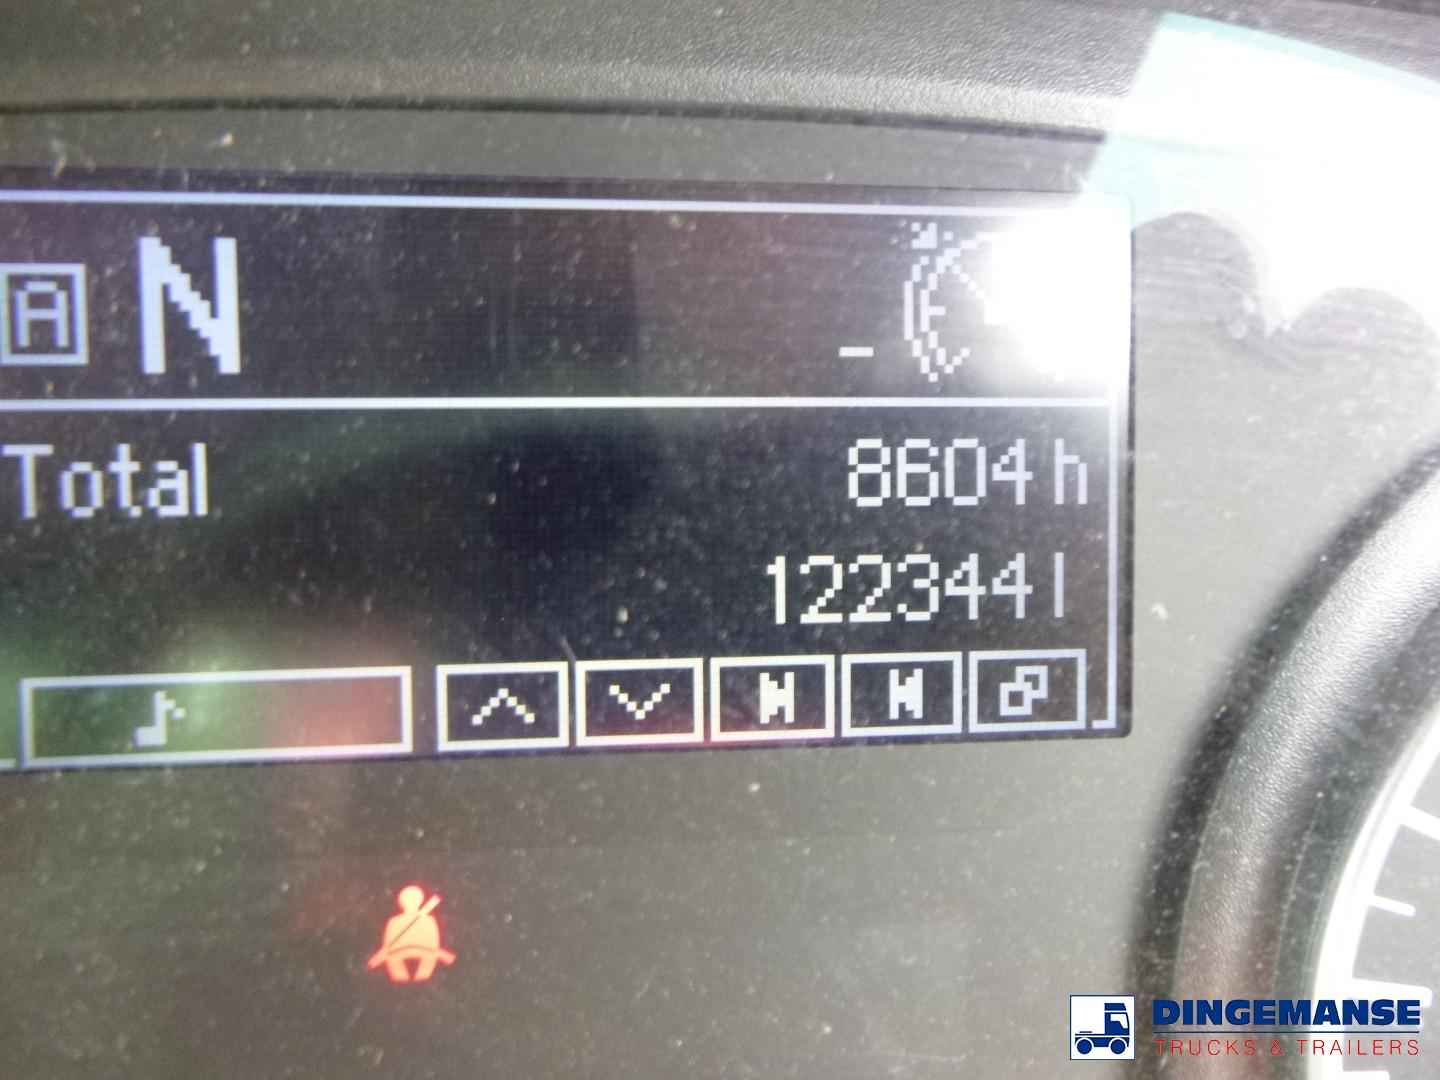 A N
Total 8604 h
122344 l
DINGEMANSE
TRUCKS & TRAILERS